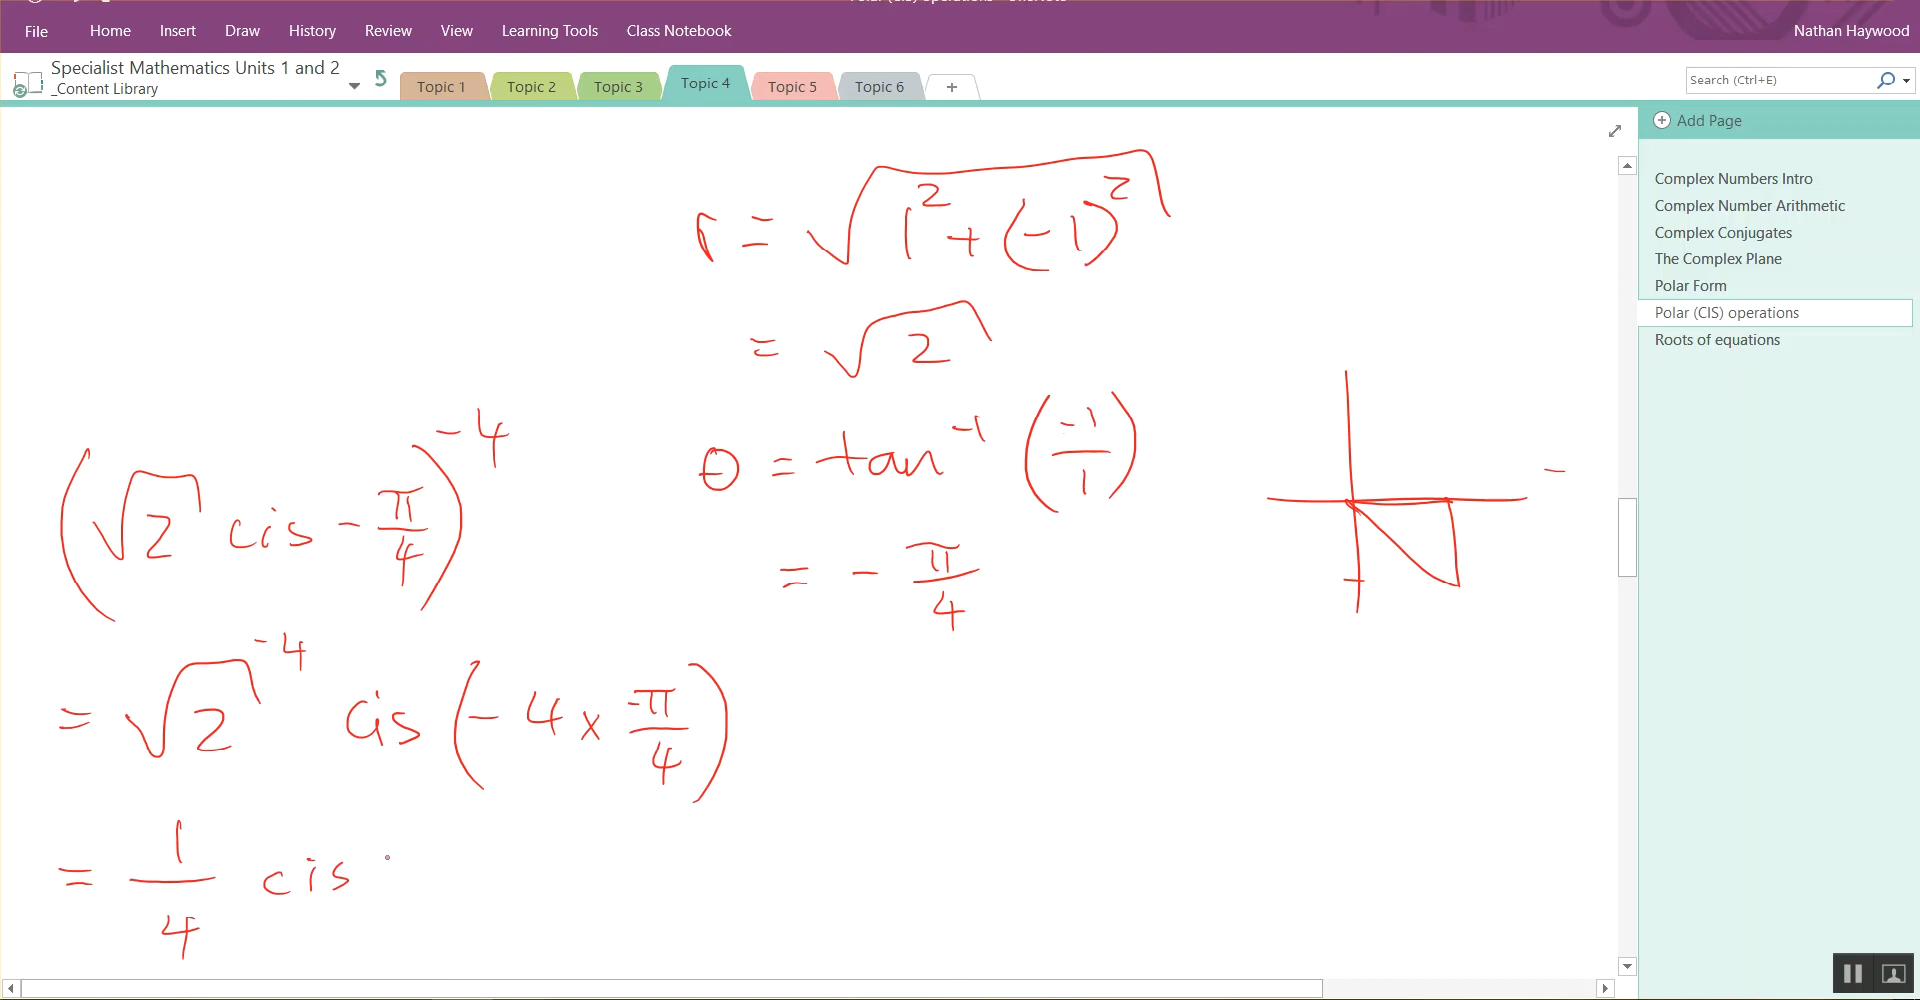 File Home Insert Draw History Review View Learning Tools Class Notebook Nathan Haywood
Specialist Mathematics Units 1 and 2
_Content Library
Topic 1 Topic 2 Topic 3 Topic 4 Topic 5 Topic 6 +
Search (Ctrl+E)
Add Page
Complex Numbers Intro
Complex Number Arithmetic
Complex Conjugates
The Complex Plane
Polar Form
Polar (CIS) operations
Roots of equations
r = √(1² + (-1)²)
= √2
θ = tan⁻¹ (-1/1)
= - π/4
(√2 cis - π/4)⁻⁴
= √2⁻⁴ cis (- 4 × -π/4)
= 1/4 cis